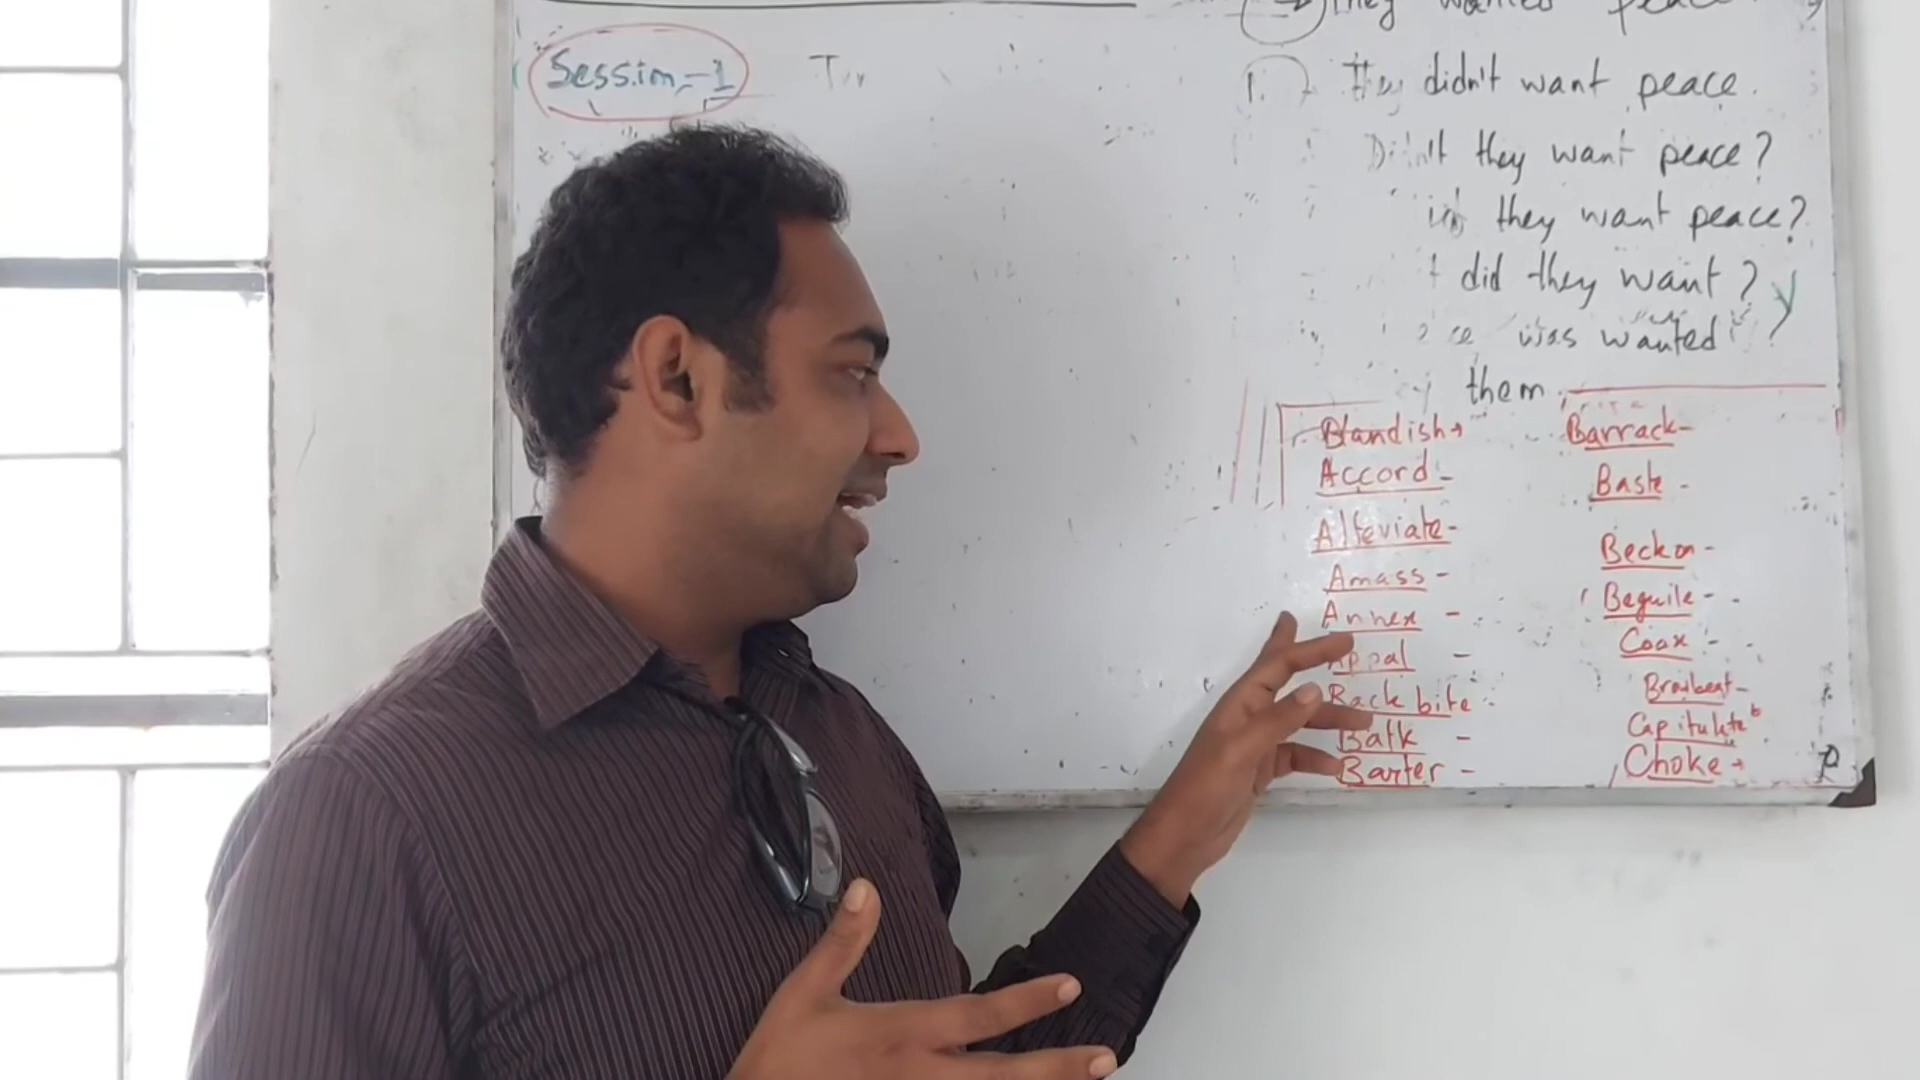 Session-1
They wanted peace.
1. They didn't want peace.
Didn't they want peace?
they want peace?
did they want?
was wanted
them.
Blandish→
Accord-
Alleviate-
Amass-
Annex-
Appal-
Backbite-
Balk-
Barter-
Barrack-
Baste-
Beckon-
Beguile-
Coax-
Browbeat-
Capitulate
Choke→